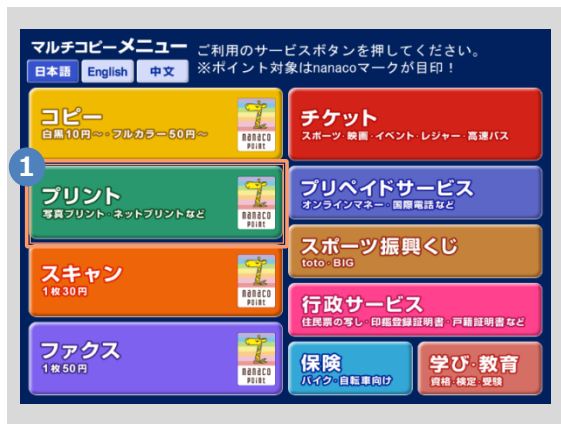 マルチコピーメニュー
ご利用のサービスボタンを押してください。
※ポイント対象はnanacoマークが目印！
日本語 English 中文
コピー
白黒10円～・フルカラー50円～
nanaco
POINT
1
プリント
写真プリント・ネットプリントなど
nanaco
POINT
スキャン
1枚30円
nanaco
POINT
ファクス
1枚50円
nanaco
POINT
チケット
スポーツ・映画・イベント・レジャー・高速バス
プリペイドサービス
オンラインマネー・国際電話など
スポーツ振興くじ
toto・BIG
行政サービス
住民票の写し・印鑑登録証明書・戸籍証明書など
保険
バイク・自転車向け
学び・教育
資格・検定・受験